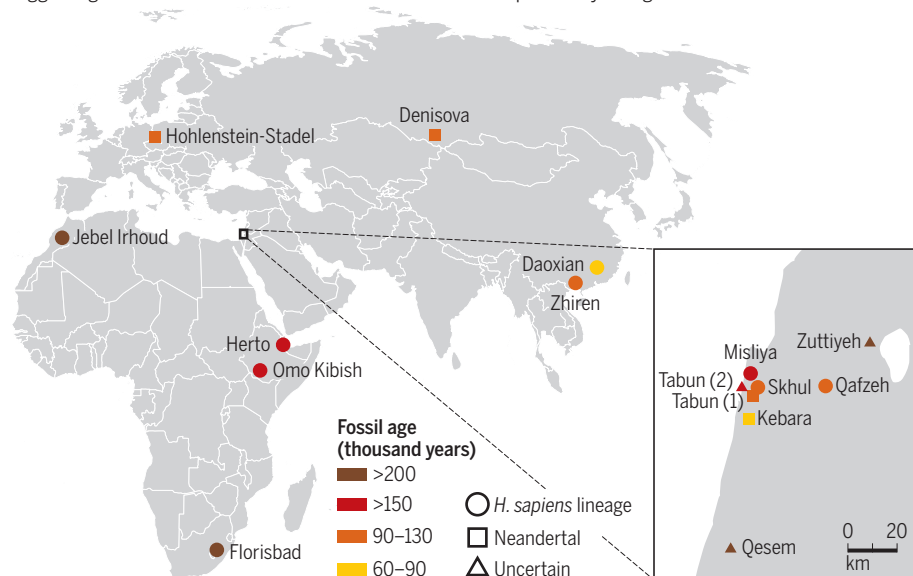 Denisova
Hohlenstein-Stadel
Jebel Irhoud
Daoxian
Zhiren
Herto
Omo Kibish
Florisbad
Fossil age
(thousand years)
>200
>150
90–130
60–90
H. sapiens lineage
Neandertal
Uncertain
Zuttiyeh
Misliya
Tabun (2)
Skhul
Qafzeh
Tabun (1)
Kebara
Qesem
0 20
km